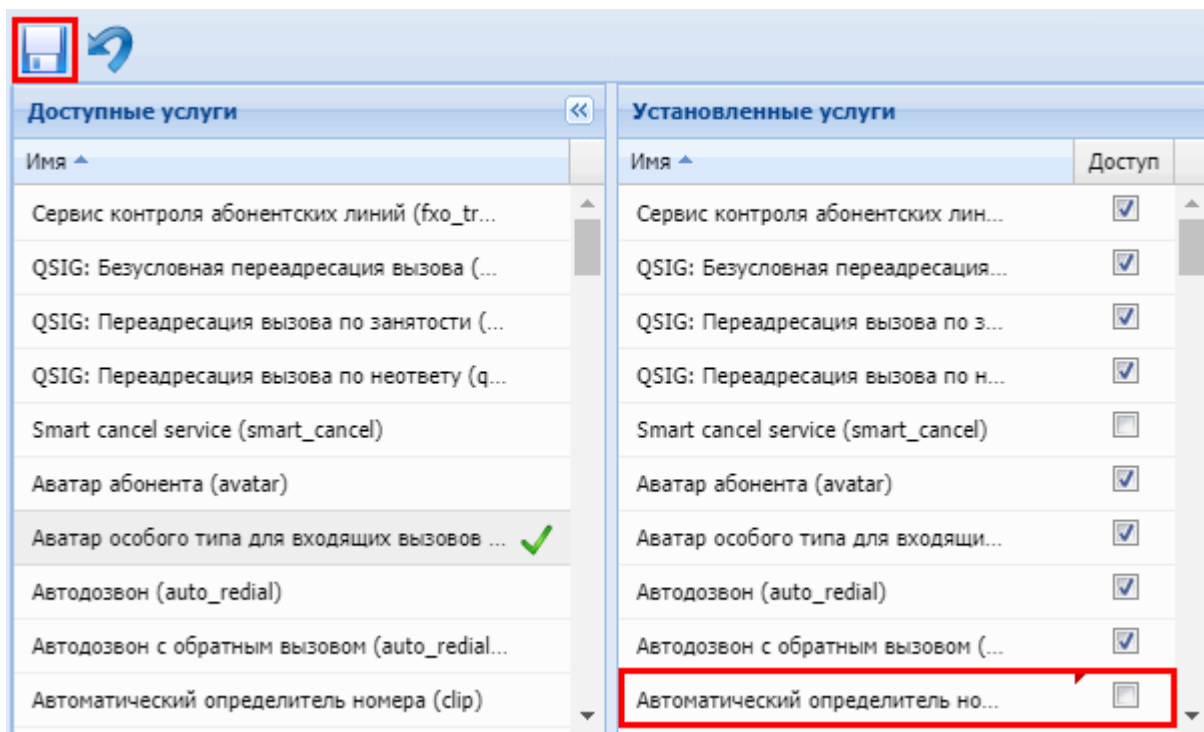 Доступные услуги
Имя
Сервис контроля абонентских линий (fxo_tr...
QSIG: Безусловная переадресация вызова (...
QSIG: Переадресация вызова по занятости (...
QSIG: Переадресация вызова по неответу (q...
Smart cancel service (smart_cancel)
Аватар абонента (avatar)
Аватар особого типа для входящих вызовов ...
Автодозвон (auto_redial)
Автодозвон с обратным вызовом (auto_redial...
Автоматический определитель номера (clip)
Установленные услуги
Имя Доступ
Сервис контроля абонентских лин...
QSIG: Безусловная переадресация...
QSIG: Переадресация вызова по з...
QSIG: Переадресация вызова по н...
Smart cancel service (smart_cancel)
Аватар абонента (avatar)
Аватар особого типа для входящи...
Автодозвон (auto_redial)
Автодозвон с обратным вызовом (...
Автоматический определитель но...